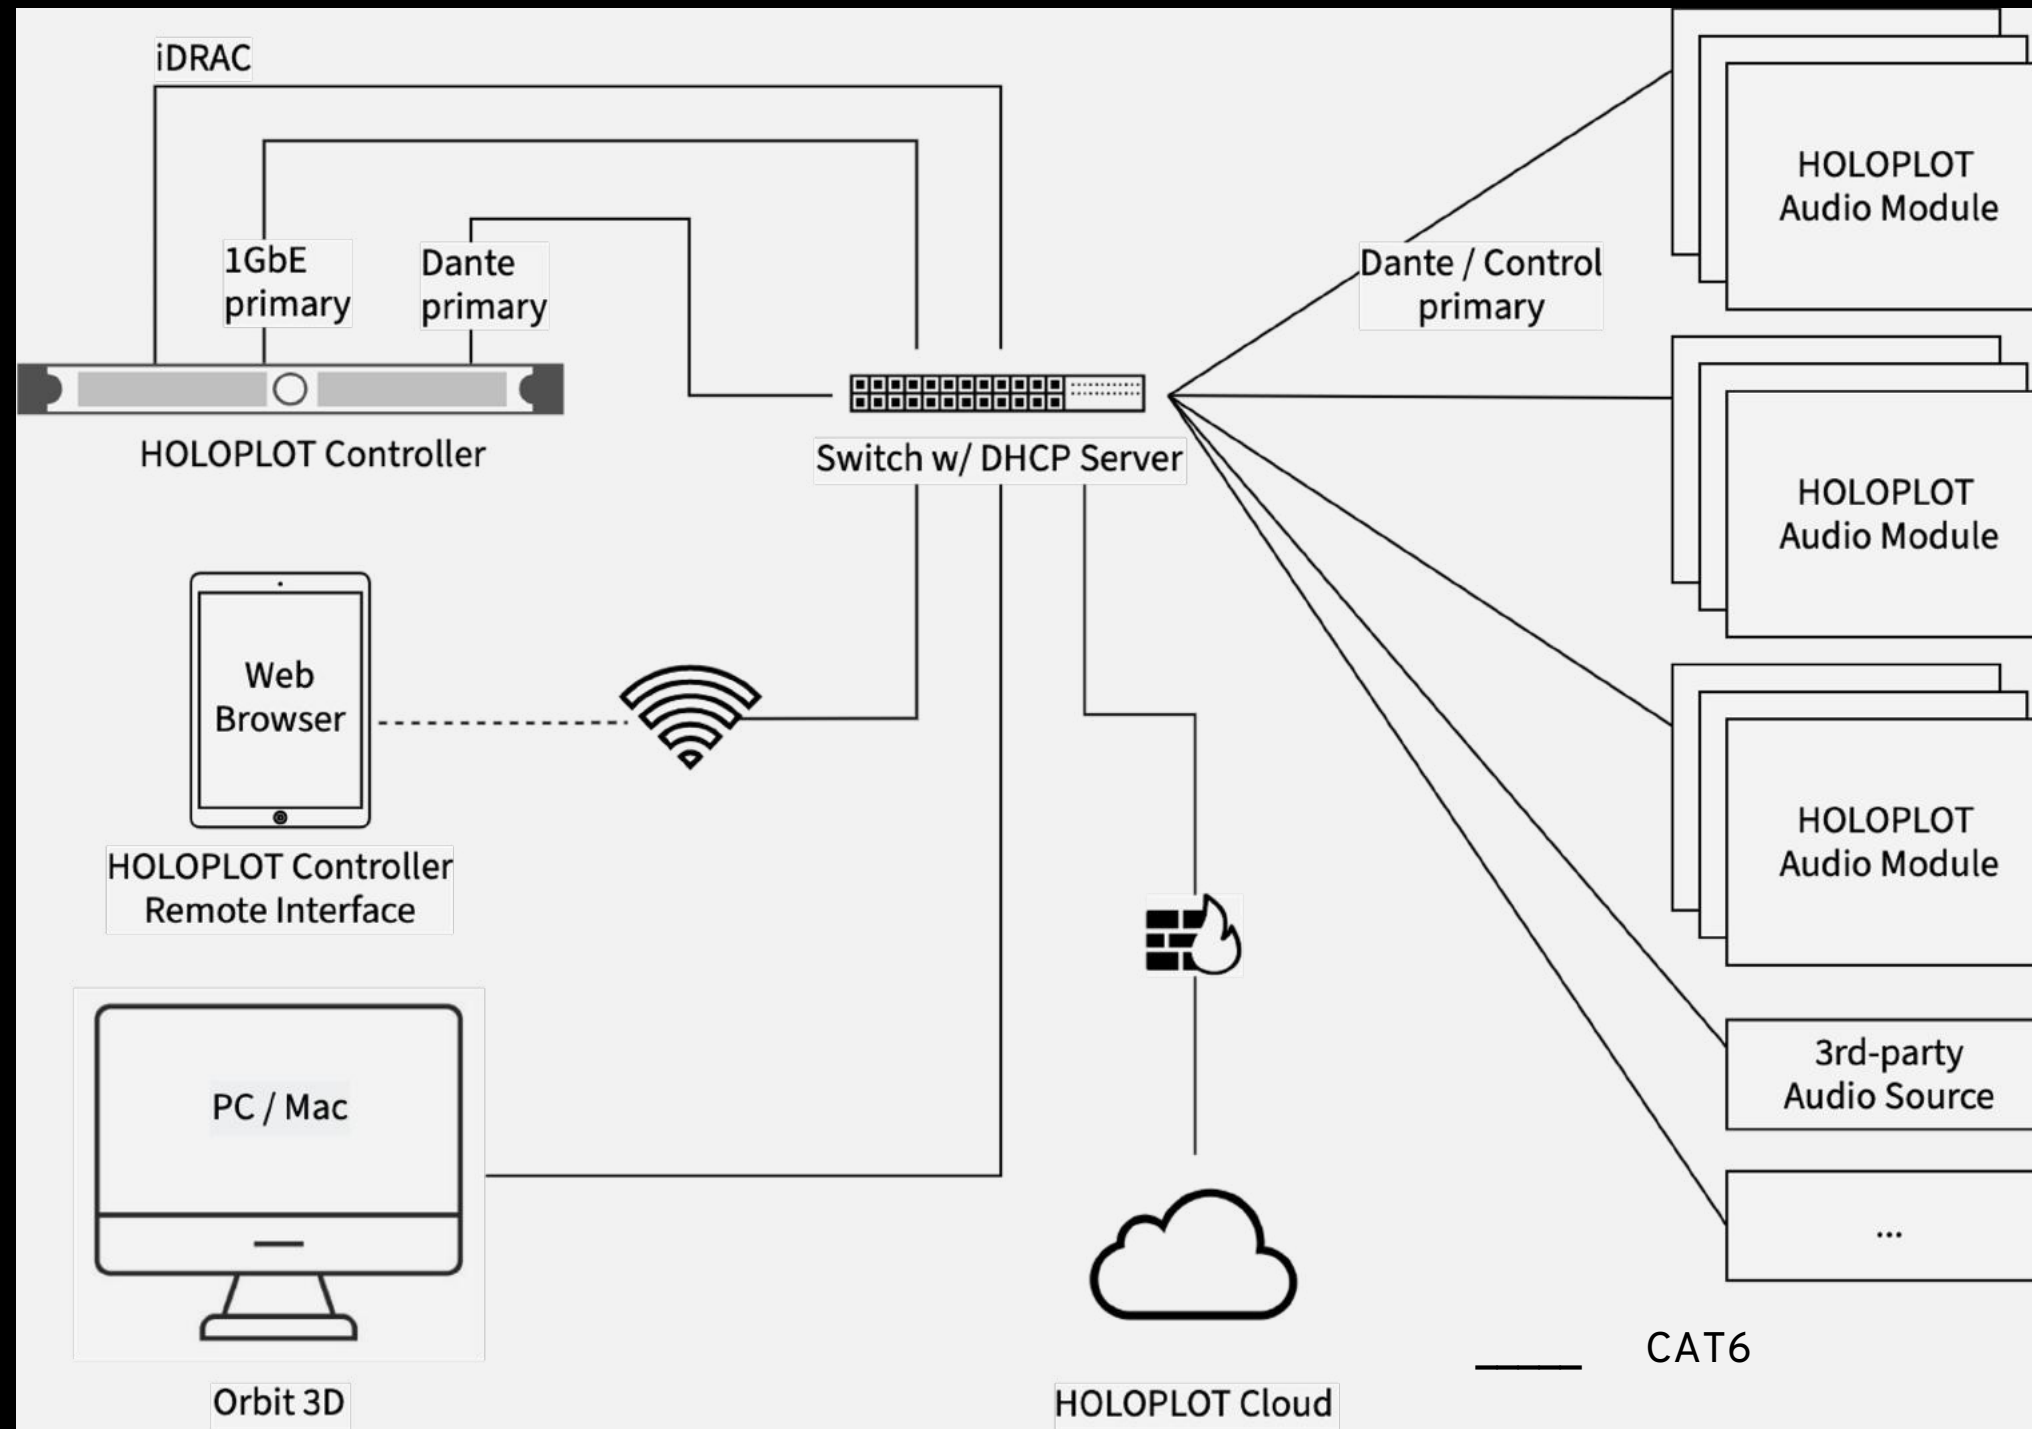 iDRAC
1GbE
primary
Dante
primary
HOLOPLOT Controller
Switch w/ DHCP Server
Dante / Control
primary
HOLOPLOT
Audio Module
HOLOPLOT
Audio Module
HOLOPLOT
Audio Module
3rd-party
Audio Source
...
Web
Browser
HOLOPLOT Controller
Remote Interface
PC / Mac
Orbit 3D
HOLOPLOT Cloud
CAT6